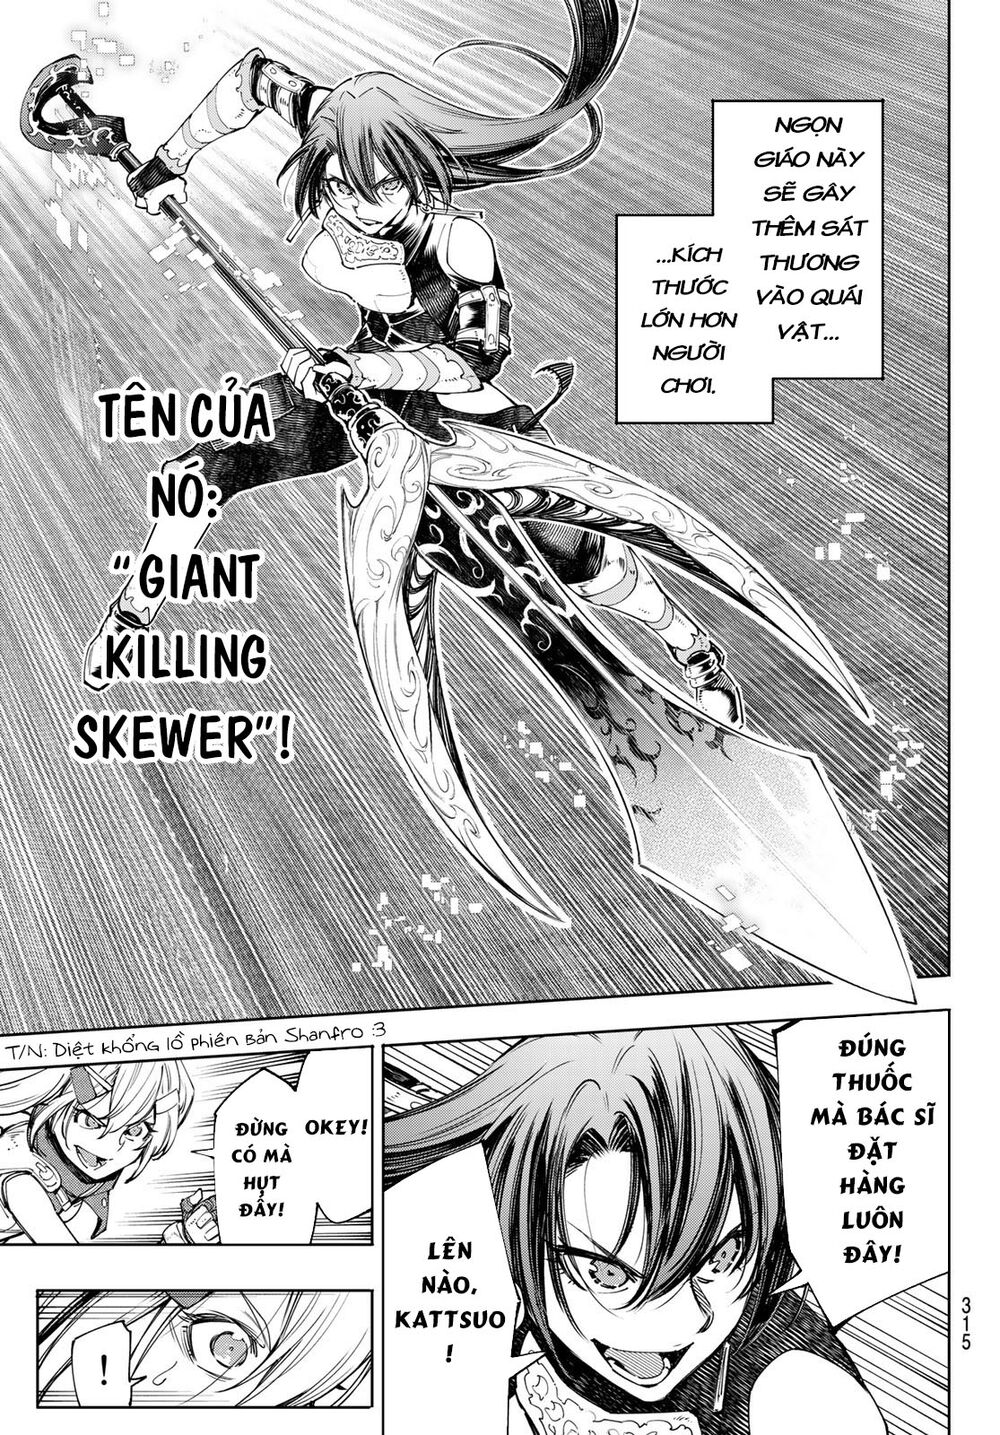 NGỌN
GIÁO NÀY
SẼ GÂY
THÊM SÁT
THƯƠNG
VÀO QUÁI
VẬT...
...KÍCH
THƯỚC
LỚN HƠN
NGƯỜI
CHƠI.
TÊN CỦA
NÓ:
"GIANT
KILLING
SKEWER"!
T/N: Diệt khổng lồ phiên bản Shanfro :3
ĐÚNG
THUỐC
MÀ BÁC SĨ
ĐẶT
HÀNG
LUÔN
ĐÂY!
LÊN
NÀO,
KATTSUO
!
OKEY!
ĐỪNG
CÓ MÀ
HỤT
ĐẤY!
!
315